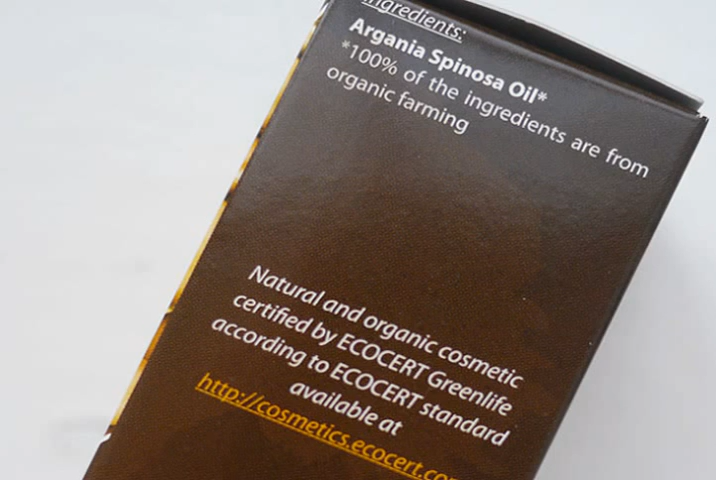 Ingredients:
Argania Spinosa Oil*
*100% of the ingredients are from
organic farming
Natural and organic cosmetic
certified by ECOCERT Greenlife
according to ECOCERT standard
available at
http://cosmetics.ecocert.com